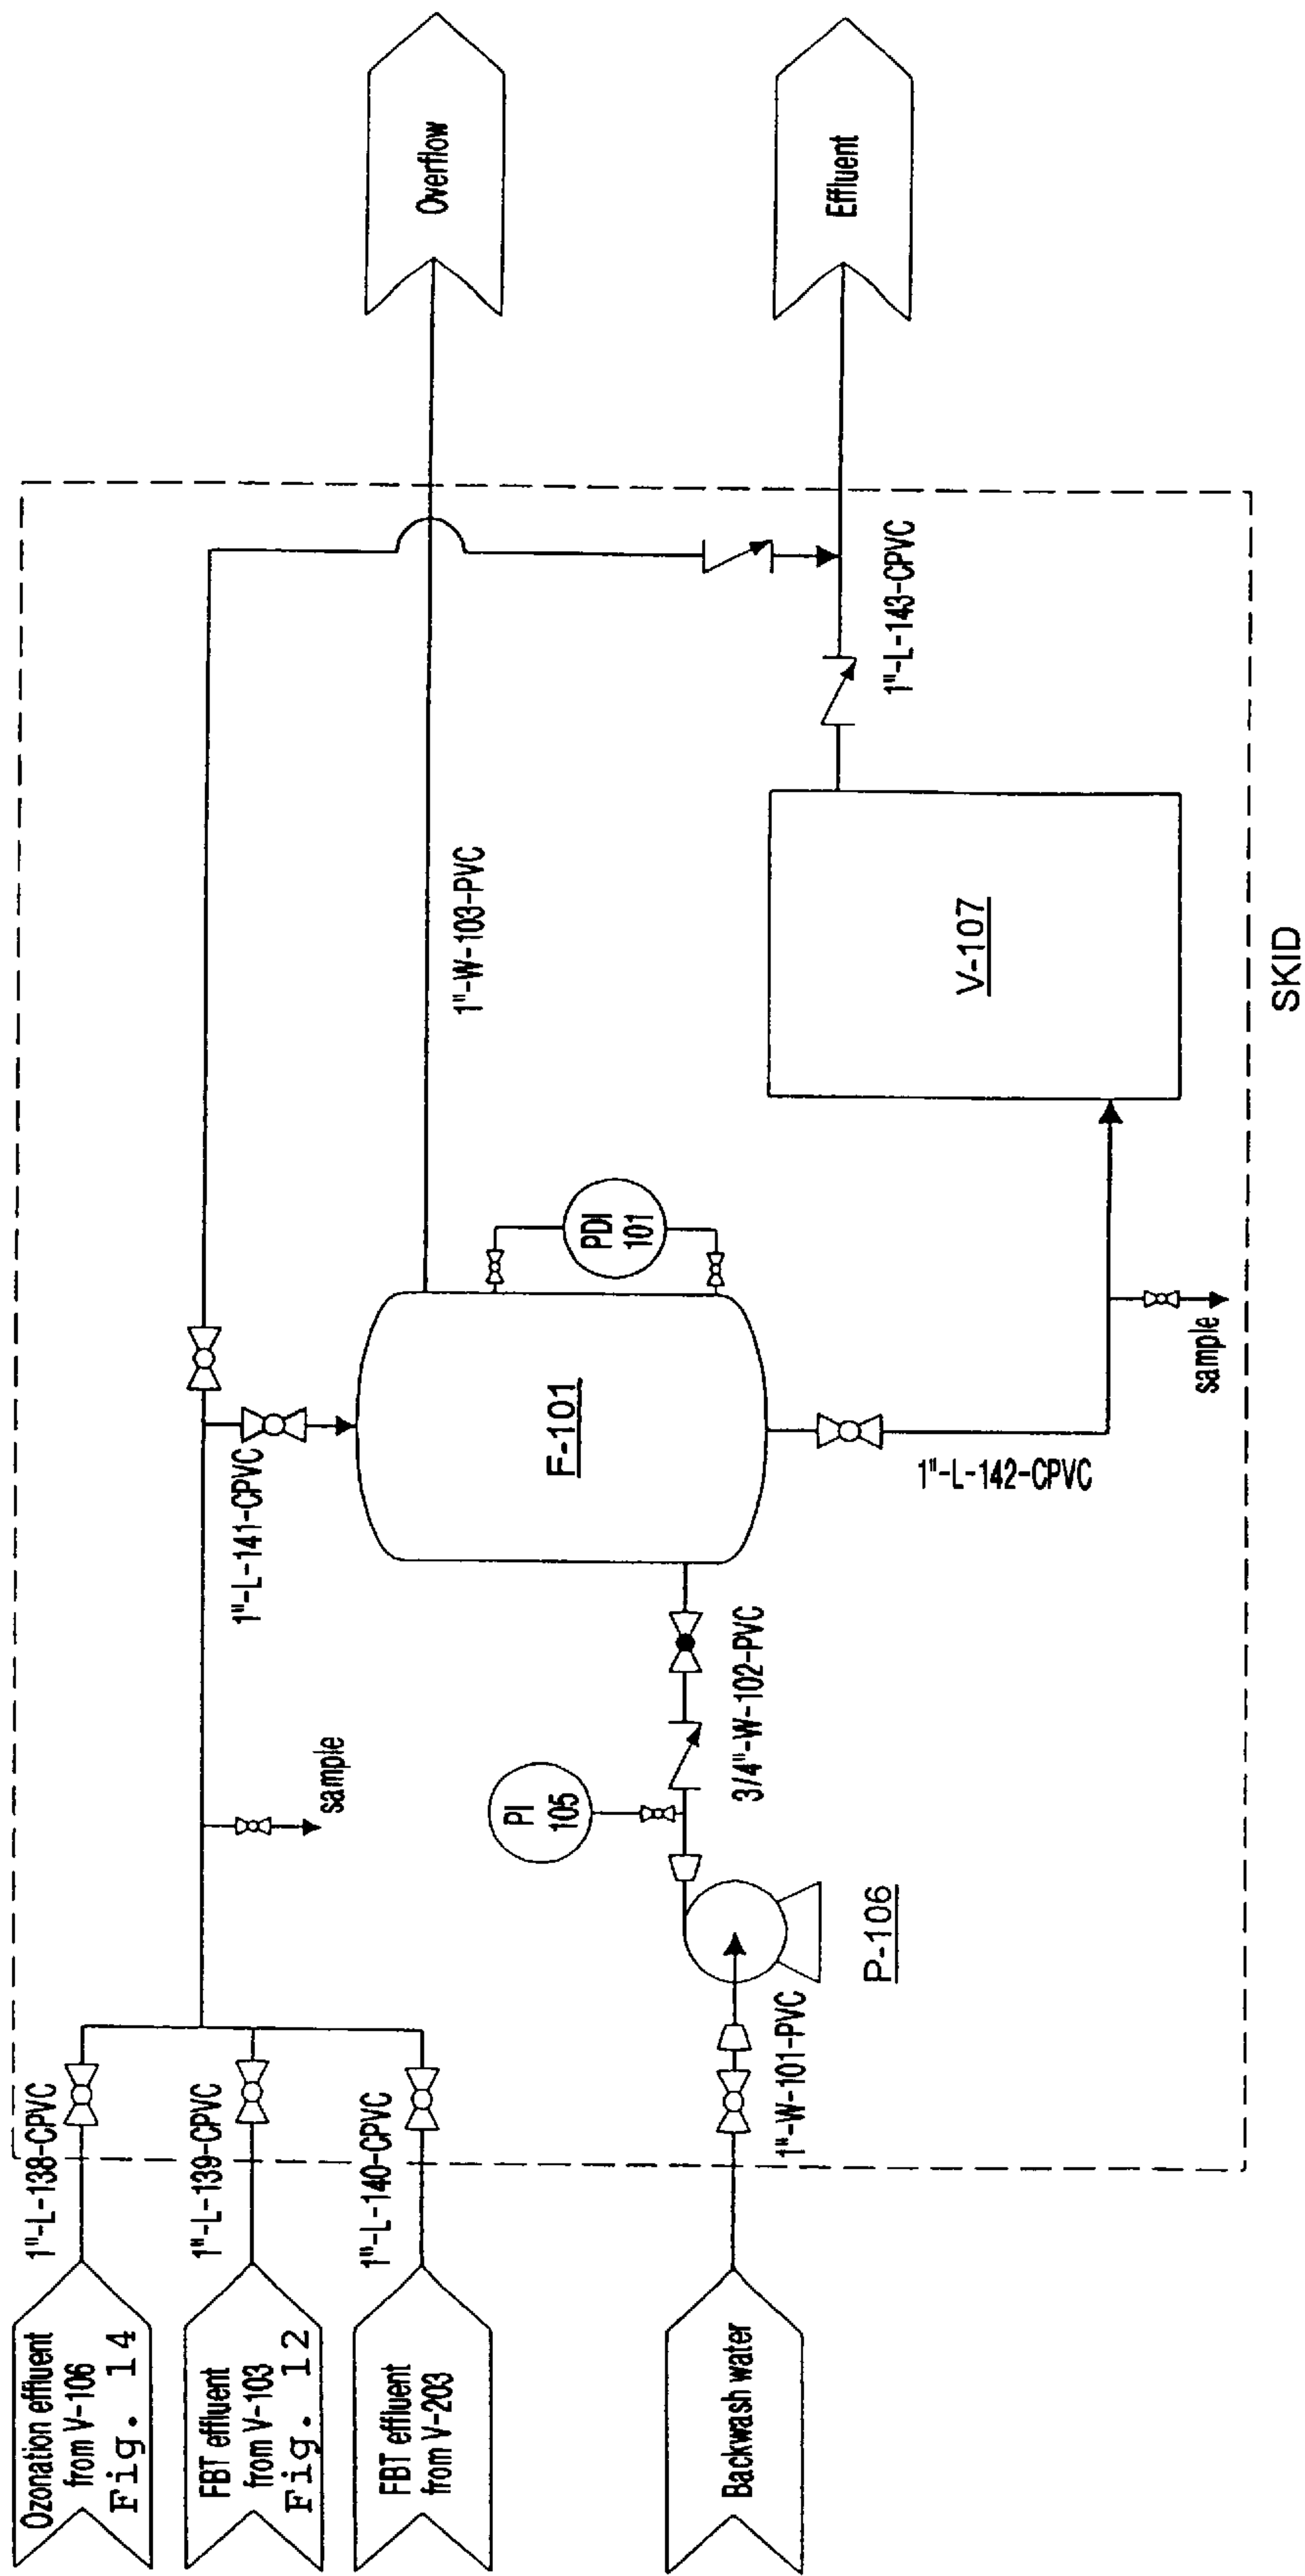 Ozonation effluent
from V-106
Fig. 14
1"-L-138-CPVC
FBT effluent
from V-103
Fig. 12
1"-L-139-CPVC
FBT effluent
from V-203
1"-L-140-CPVC
Backwash water
1"-W-101-PVC
P-106
PI
105
3/4"-W-102-PVC
sample
1"-L-141-CPVC
F-101
PDI
101
1"-W-103-PVC
1"-L-142-CPVC
sample
V-107
1"-L-143-CPVC
Overflow
Effluent
SKID